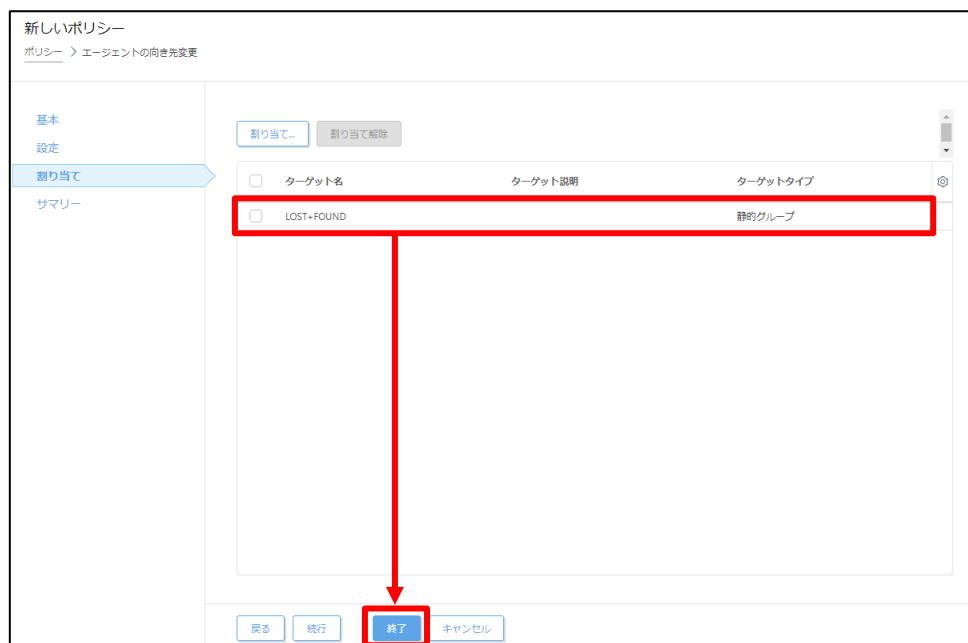 新しいポリシー
ポリシー > エージェントの向き先変更
基本
設定
割り当て
サマリー
割り当て... 割り当て解除
ターゲット名 ターゲット説明 ターゲットタイプ
LOST+FOUND 静的グループ
戻る 続行 終了 キャンセル